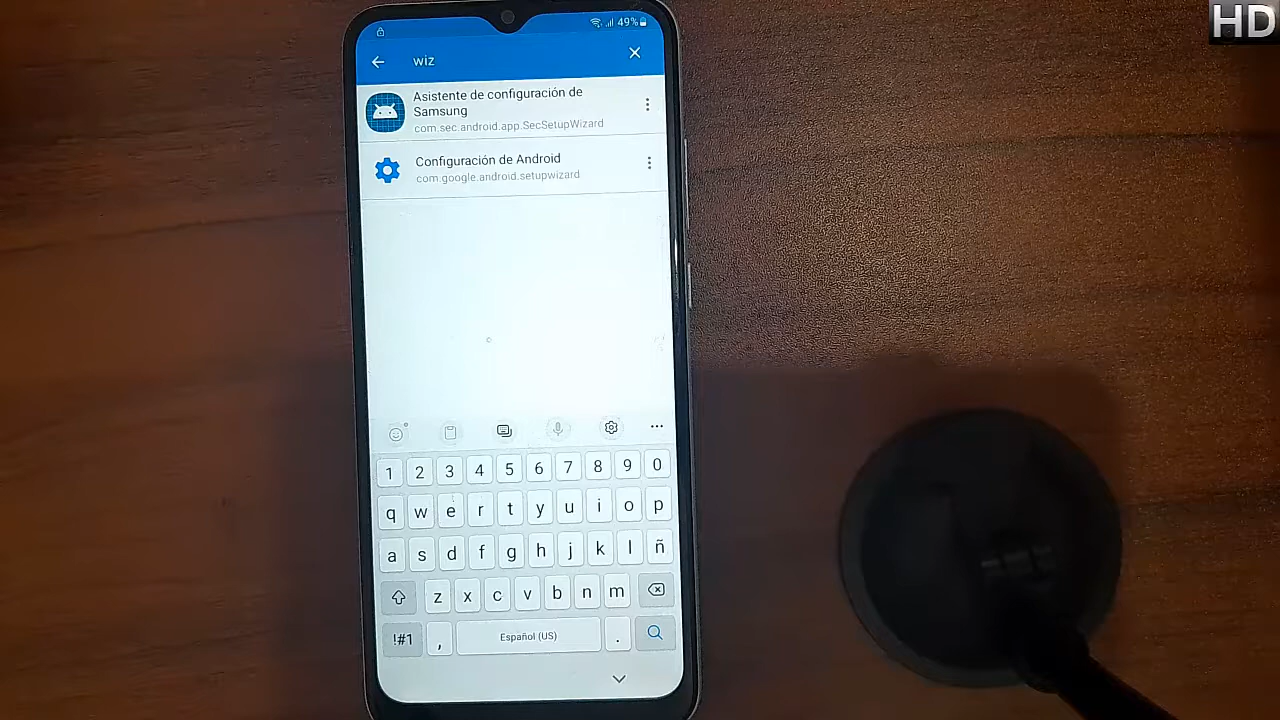 HD
49%
wiz
Asistente de configuración de
Samsung
com.sec.android.app.SecSetupWizard
Configuración de Android
com.google.android.setupwizard
1 2 3 4 5 6 7 8 9 0
q w e r t y u i o p
a s d f g h j k l ñ
z x c v b n m
!#1 , Español (US) .